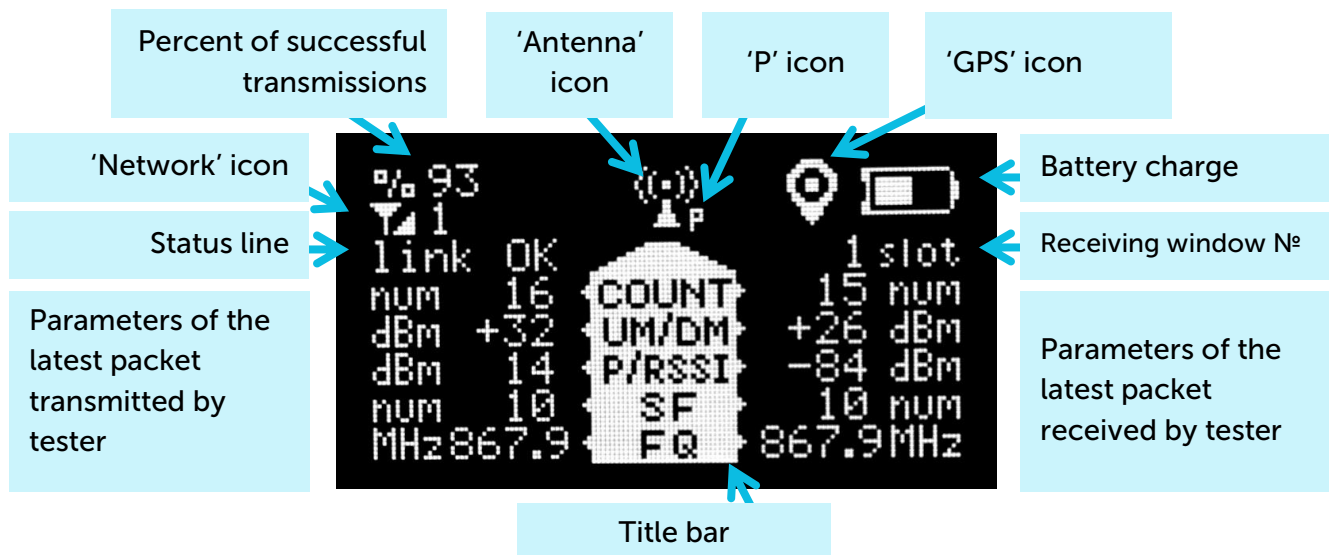 Percent of successful
transmissions
‘Antenna’
icon
‘P’ icon
‘GPS’ icon
‘Network’ icon
Status line
Parameters of the
latest packet
transmitted by
tester
% 93
1
P
link OK 1 slot
num 16 COUNT 15 num
dBm +32 UM/DM +26 dBm
dBm 14 P/RSSI -84 dBm
num 10 SF 10 num
MHz 867.9 FQ 867.9 MHz
Battery charge
Receiving window №
Parameters of the
latest packet
received by tester
Title bar